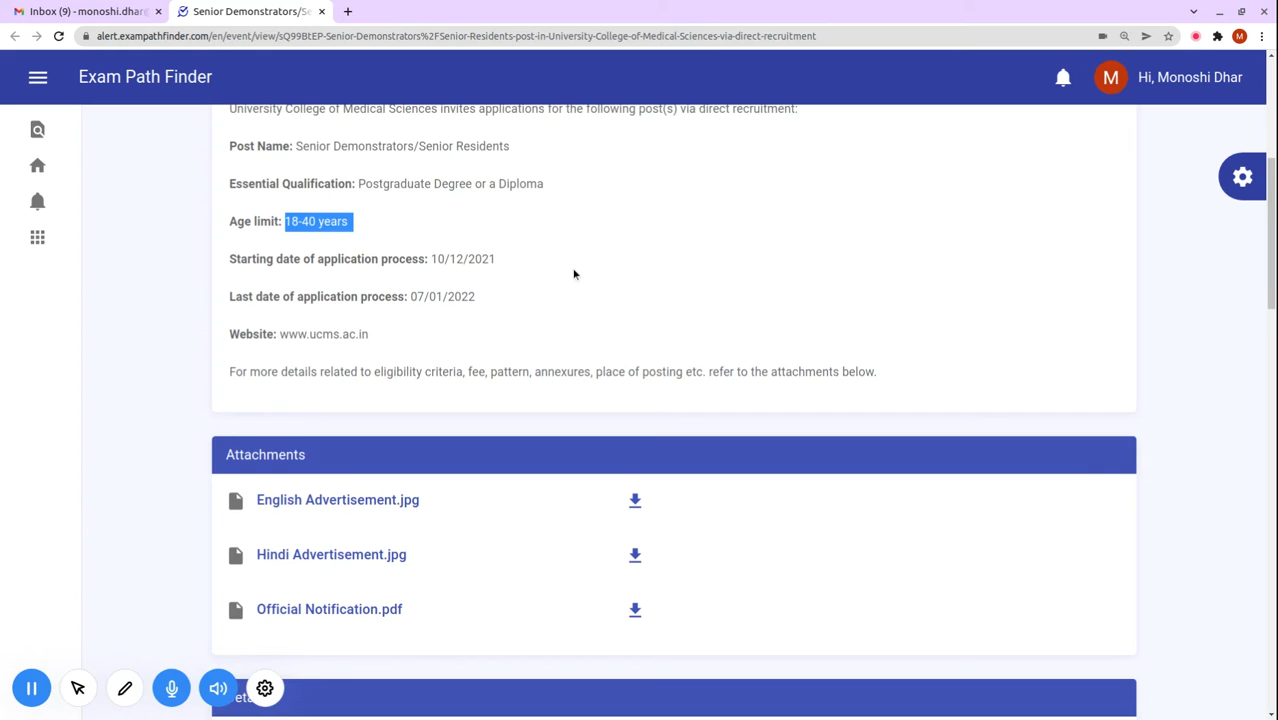 Inbox (9) - monoshi.dhar@
Senior Demonstrators/Se
alert.exampathfinder.com/en/event/view/sQ99BtEP-Senior-Demonstrators%2FSenior-Residents-post-in-University-College-of-Medical-Sciences-via-direct-recruitment
M
Exam Path Finder
M
Hi, Monoshi Dhar
University College of Medical Sciences invites applications for the following post(s) via direct recruitment:
Post Name: Senior Demonstrators/Senior Residents
Essential Qualification: Postgraduate Degree or a Diploma
Age limit: 18-40 years
Starting date of application process: 10/12/2021
Last date of application process: 07/01/2022
Website: www.ucms.ac.in
For more details related to eligibility criteria, fee, pattern, annexures, place of posting etc. refer to the attachments below.
Attachments
English Advertisement.jpg
Hindi Advertisement.jpg
Official Notification.pdf